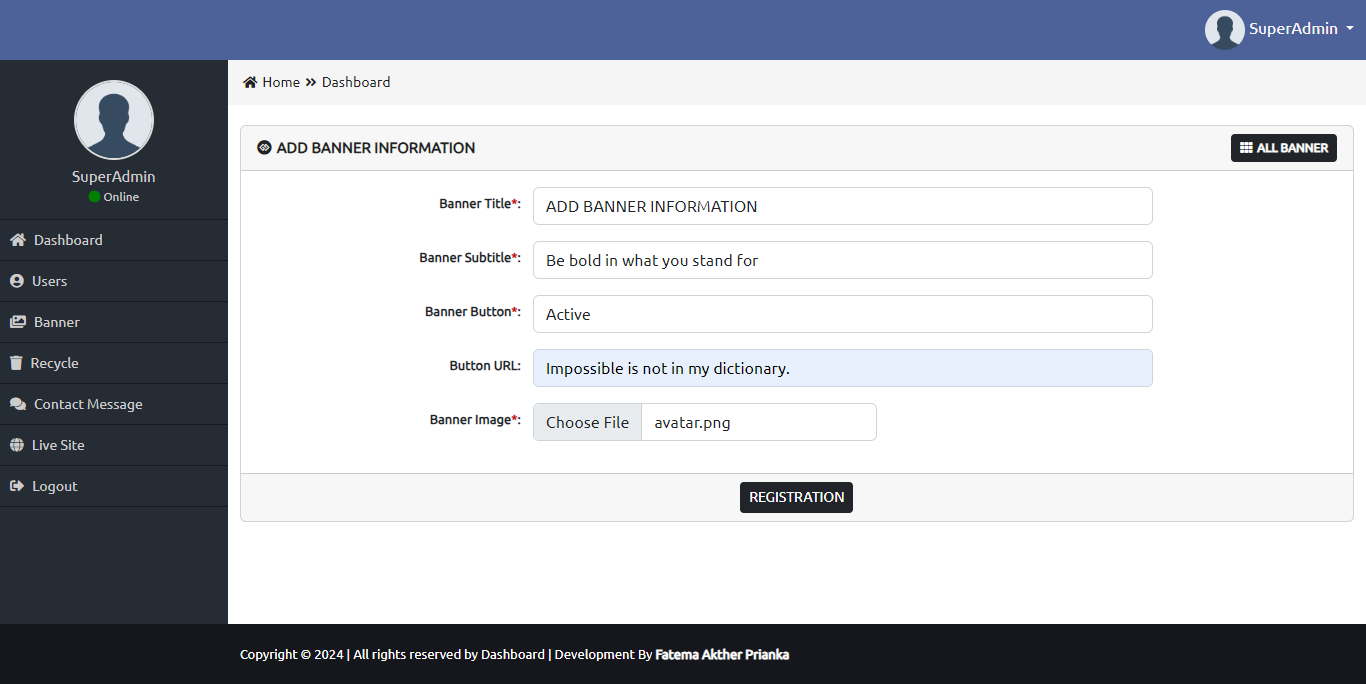 SuperAdmin
SuperAdmin
Online
Dashboard
Users
Banner
Recycle
Contact Message
Live Site
Logout
Home » Dashboard
ADD BANNER INFORMATION
ALL BANNER
Banner Title*: ADD BANNER INFORMATION
Banner Subtitle*: Be bold in what you stand for
Banner Button*: Active
Button URL: Impossible is not in my dictionary.
Banner Image*: Choose File avatar.png
REGISTRATION
Copyright © 2024 | All rights reserved by Dashboard | Development By Fatema Akther Prianka